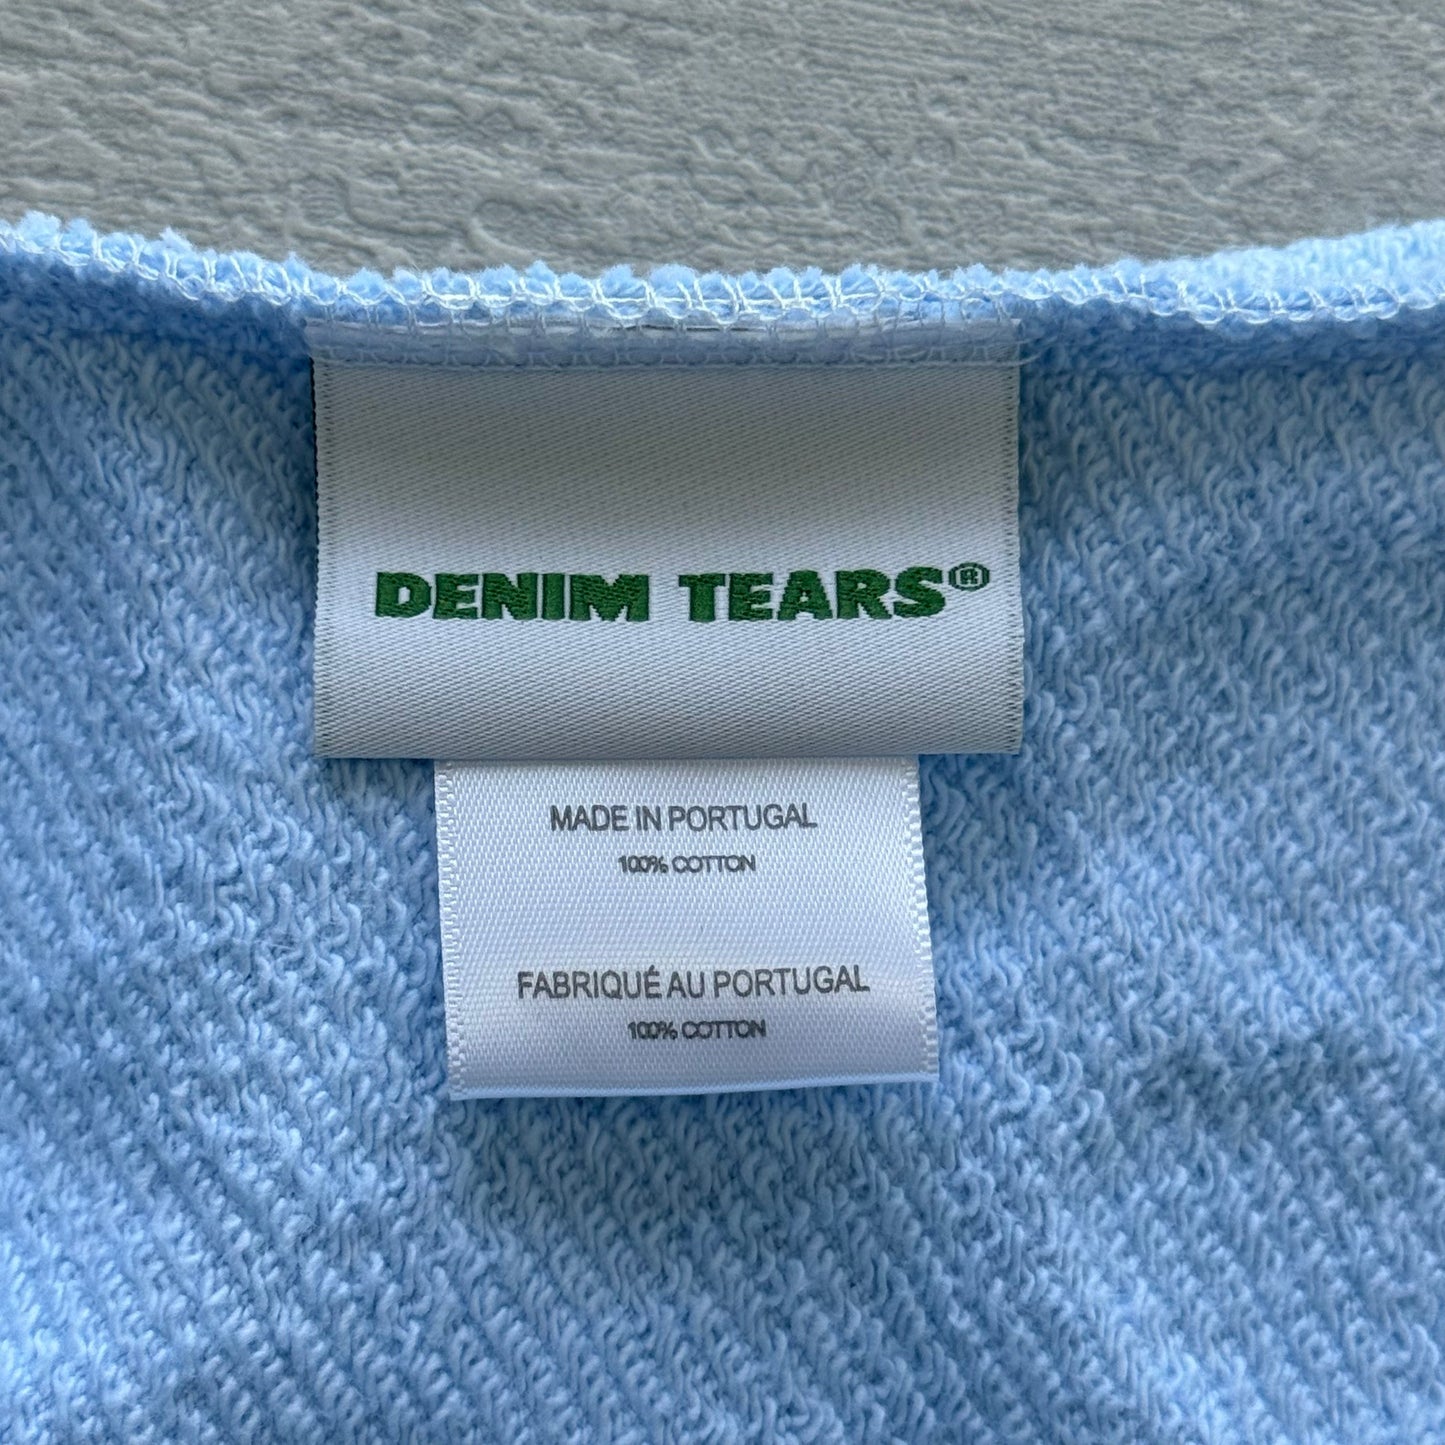 DENIM TEARS®
MADE IN PORTUGAL
100% COTTON
FABRIQUÉ AU PORTUGAL
100% COTTON